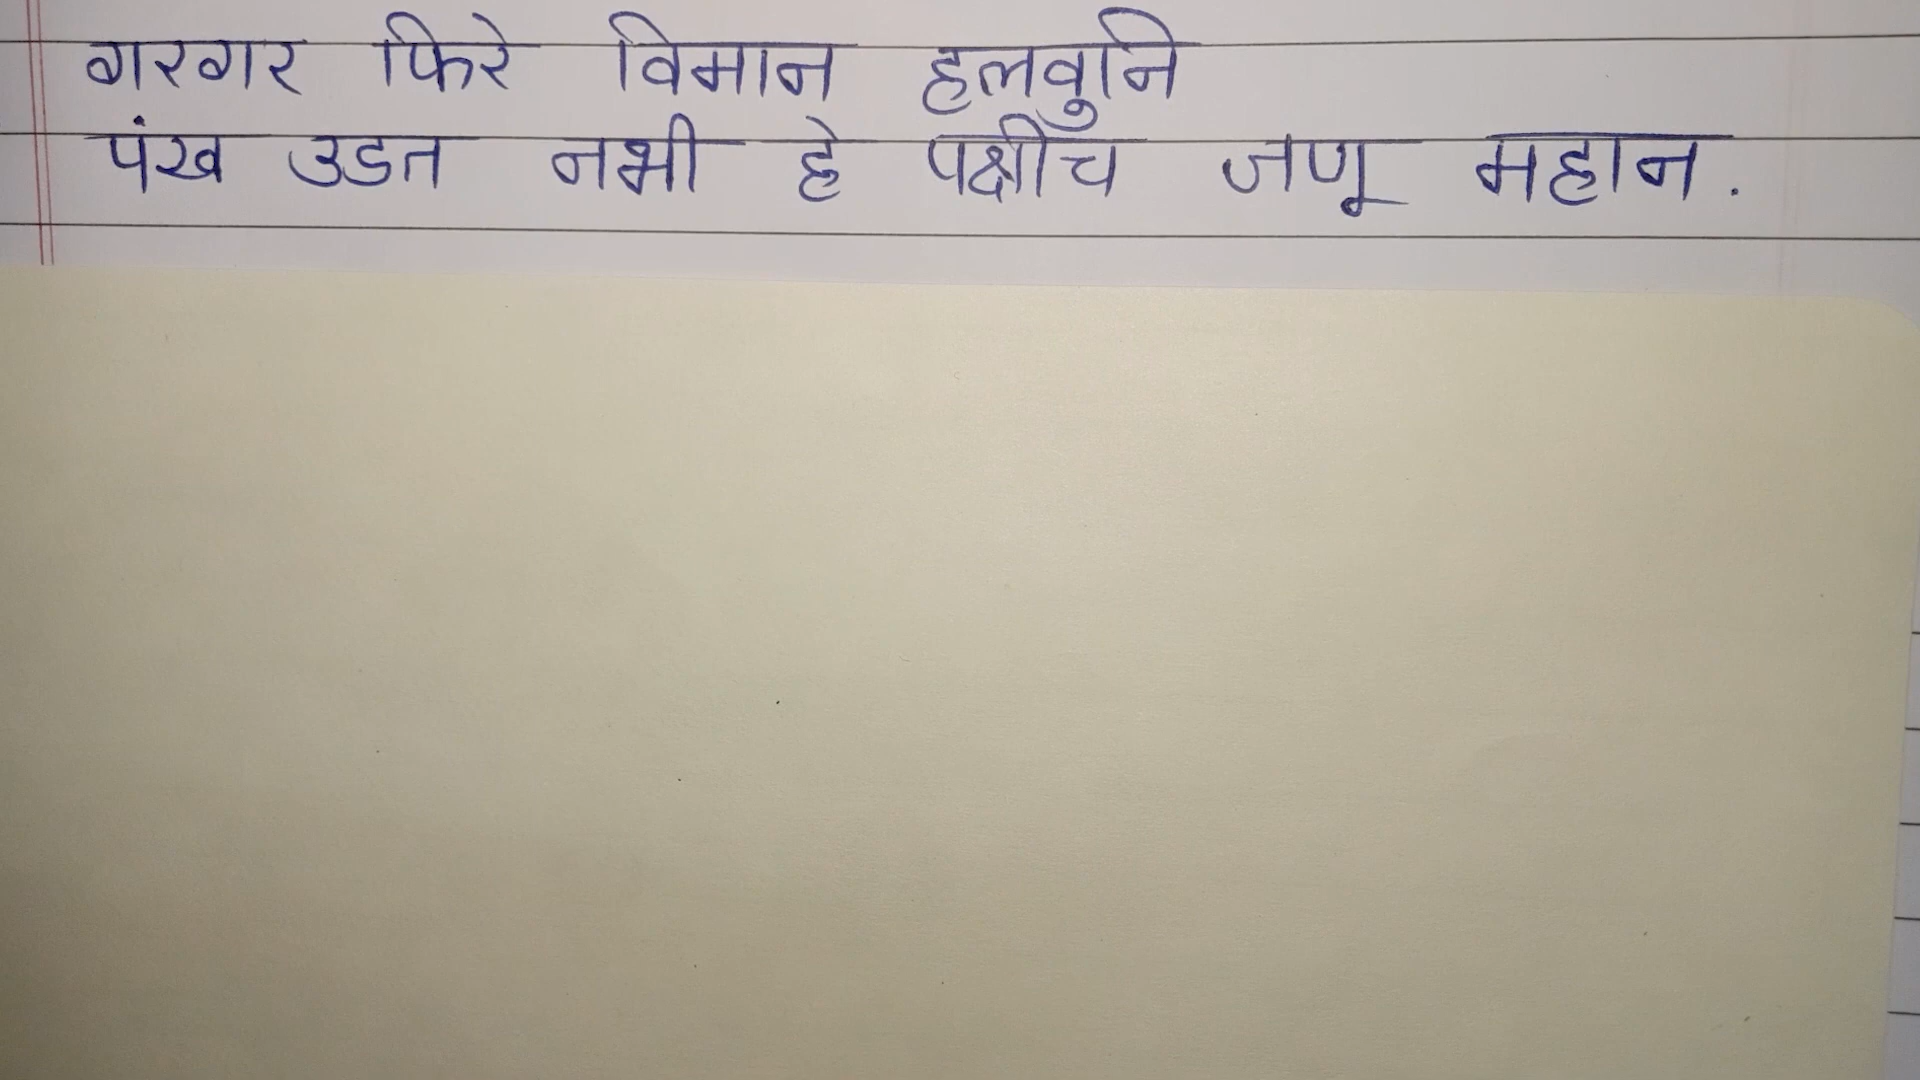 गरगर फिरे विमान हलवुनि
पंख उडत नभी हे पक्षीच जणू महान.